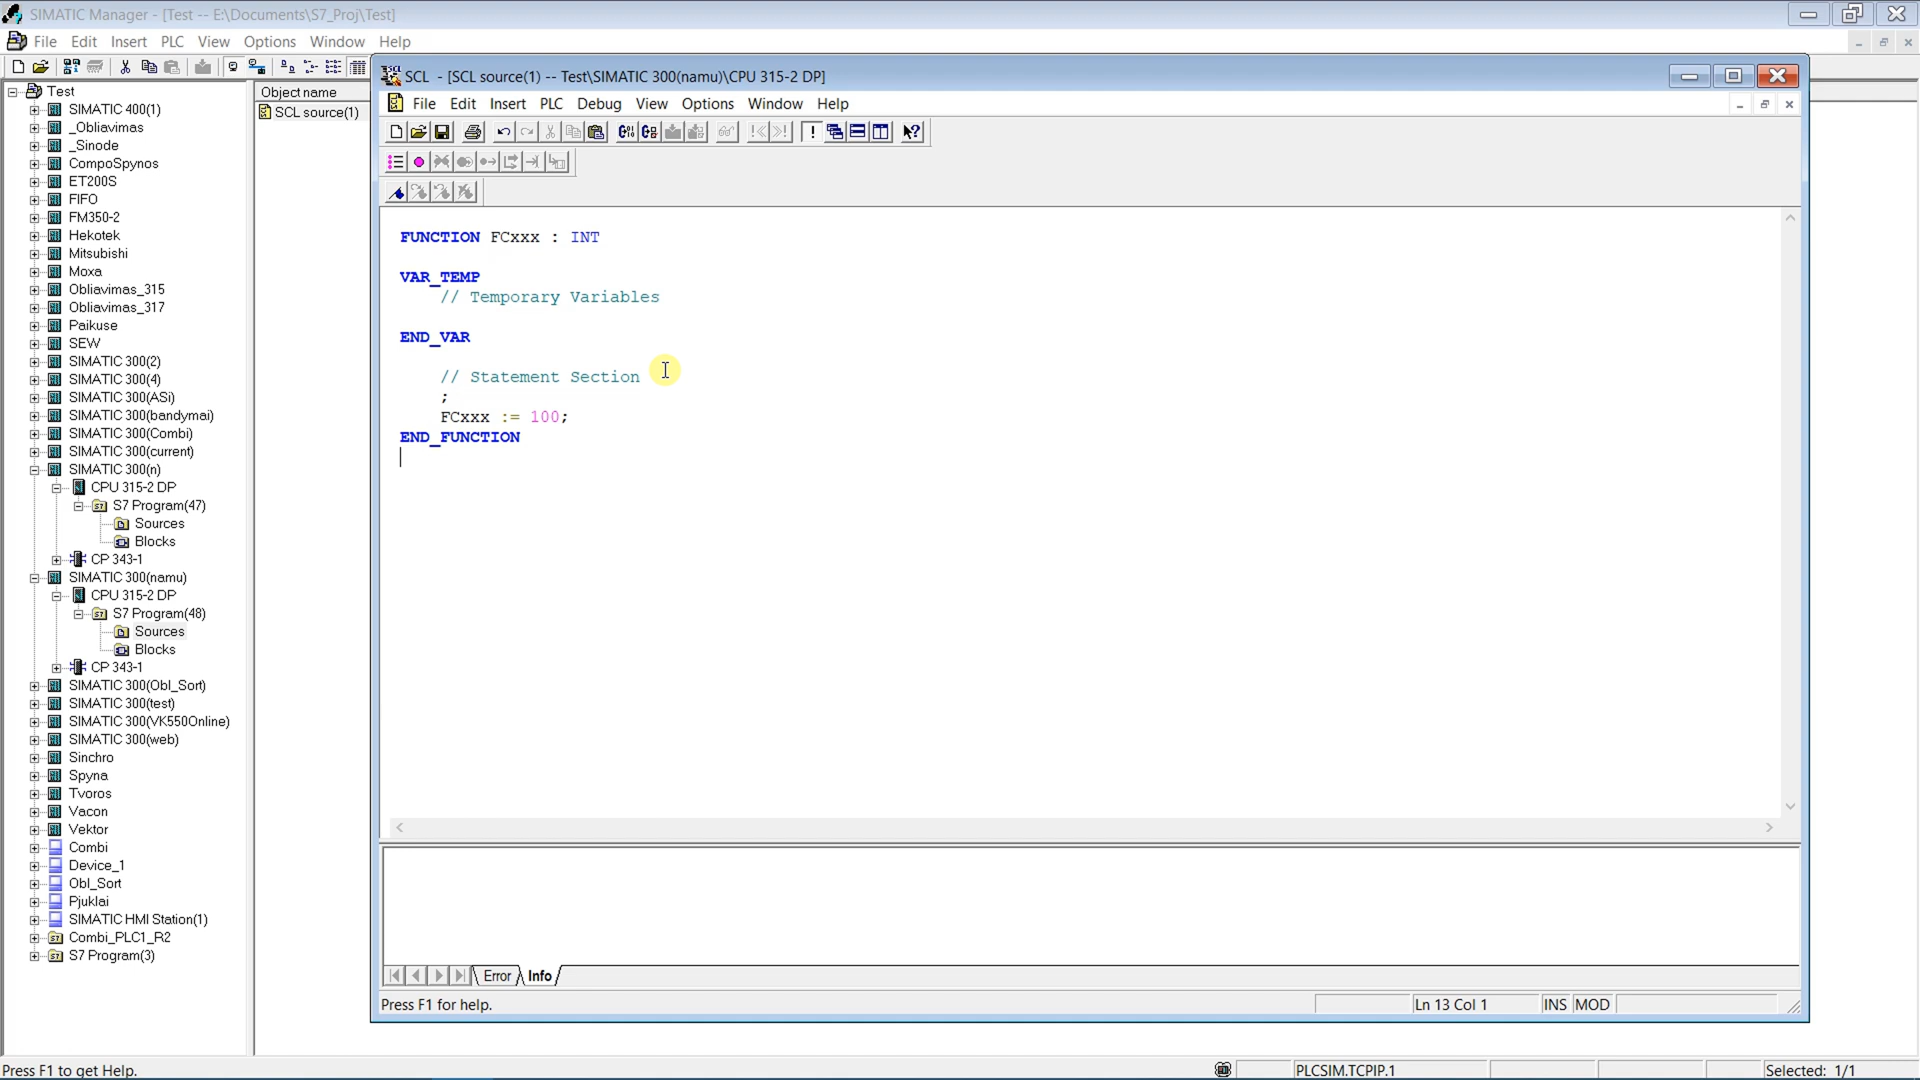 SIMATIC Manager - [Test -- E:\Documents\S7_Proj\Test]
File Edit Insert PLC View Options Window Help
Test
SIMATIC 400(1)
_Obliavimas
_Sinode
CompoSpynos
ET200S
FIFO
FM350-2
Hekotek
Mitsubishi
Moxa
Obliavimas_315
Obliavimas_317
Paikuse
SEW
SIMATIC 300(2)
SIMATIC 300(4)
SIMATIC 300(ASi)
SIMATIC 300(bandymai)
SIMATIC 300(Combi)
SIMATIC 300(current)
SIMATIC 300(n)
CPU 315-2 DP
S7 Program(47)
Sources
Blocks
CP 343-1
SIMATIC 300(namu)
CPU 315-2 DP
S7 Program(48)
Sources
Blocks
CP 343-1
SIMATIC 300(Obl_Sort)
SIMATIC 300(test)
SIMATIC 300(VK550Online)
SIMATIC 300(web)
Sinchro
Spyna
Tvoros
Vacon
Vektor
Combi
Device_1
Obl_Sort
Pjuklai
SIMATIC HMI Station(1)
Combi_PLC1_R2
S7 Program(3)
Object name
SCL source(1)
SCL - [SCL source(1) -- Test\SIMATIC 300(namu)\CPU 315-2 DP]
File Edit Insert PLC Debug View Options Window Help
FUNCTION FCxxx : INT
VAR_TEMP
// Temporary Variables
END_VAR
// Statement Section
;
FCxxx := 100;
END_FUNCTION
Error Info
Press F1 for help.
Ln 13 Col 1 INS MOD
Press F1 to get Help.
PLCSIM.TCPIP.1
Selected: 1/1